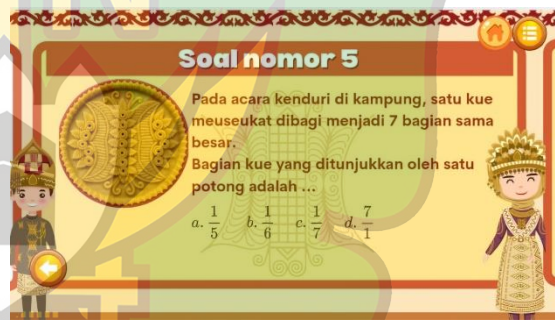 Soal nomor 5
Pada acara kenduri di kampung, satu kue
meuseukat dibagi menjadi 7 bagian sama
besar.
Bagian kue yang ditunjukkan oleh satu
potong adalah ...
a. 1/5 b. 1/6 c. 1/7 d. 7/1